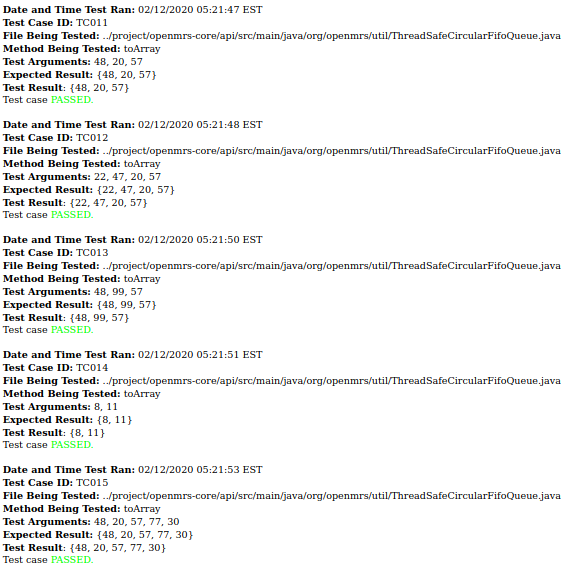 Date and Time Test Ran: 02/12/2020 05:21:47 EST
Test Case ID: TC011
File Being Tested: ../project/openmrs-core/api/src/main/java/org/openmrs/util/ThreadSafeCircularFifoQueue.java
Method Being Tested: toArray
Test Arguments: 48, 20, 57
Expected Result: {48, 20, 57}
Test Result: {48, 20, 57}
Test case PASSED.
Date and Time Test Ran: 02/12/2020 05:21:48 EST
Test Case ID: TC012
File Being Tested: ../project/openmrs-core/api/src/main/java/org/openmrs/util/ThreadSafeCircularFifoQueue.java
Method Being Tested: toArray
Test Arguments: 22, 47, 20, 57
Expected Result: {22, 47, 20, 57}
Test Result: {22, 47, 20, 57}
Test case PASSED.
Date and Time Test Ran: 02/12/2020 05:21:50 EST
Test Case ID: TC013
File Being Tested: ../project/openmrs-core/api/src/main/java/org/openmrs/util/ThreadSafeCircularFifoQueue.java
Method Being Tested: toArray
Test Arguments: 48, 99, 57
Expected Result: {48, 99, 57}
Test Result: {48, 99, 57}
Test case PASSED.
Date and Time Test Ran: 02/12/2020 05:21:51 EST
Test Case ID: TC014
File Being Tested: ../project/openmrs-core/api/src/main/java/org/openmrs/util/ThreadSafeCircularFifoQueue.java
Method Being Tested: toArray
Test Arguments: 8, 11
Expected Result: {8, 11}
Test Result: {8, 11}
Test case PASSED.
Date and Time Test Ran: 02/12/2020 05:21:53 EST
Test Case ID: TC015
File Being Tested: ../project/openmrs-core/api/src/main/java/org/openmrs/util/ThreadSafeCircularFifoQueue.java
Method Being Tested: toArray
Test Arguments: 48, 20, 57, 77, 30
Expected Result: {48, 20, 57, 77, 30}
Test Result: {48, 20, 57, 77, 30}
Test case PASSED.